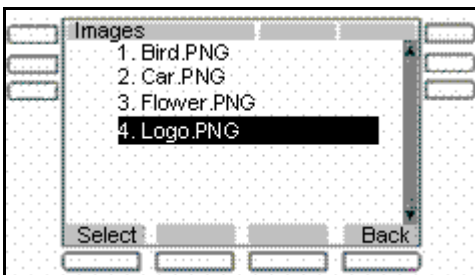 Images
1. Bird.PNG
2. Car.PNG
3. Flower.PNG
4. Logo.PNG
Select Back